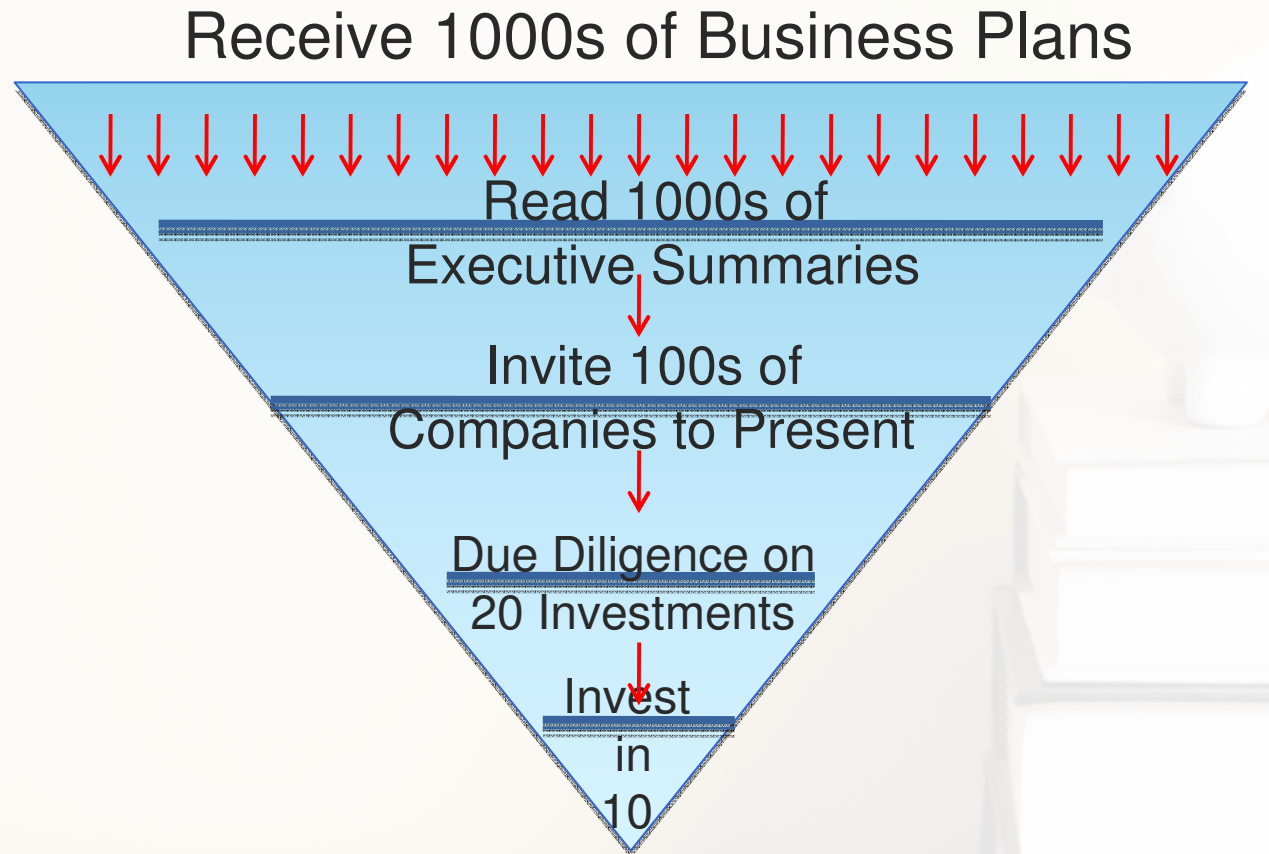 Receive 1000s of Business Plans
Read 1000s of
Executive Summaries
Invite 100s of
Companies to Present
Due Diligence on
20 Investments
Invest
in
10